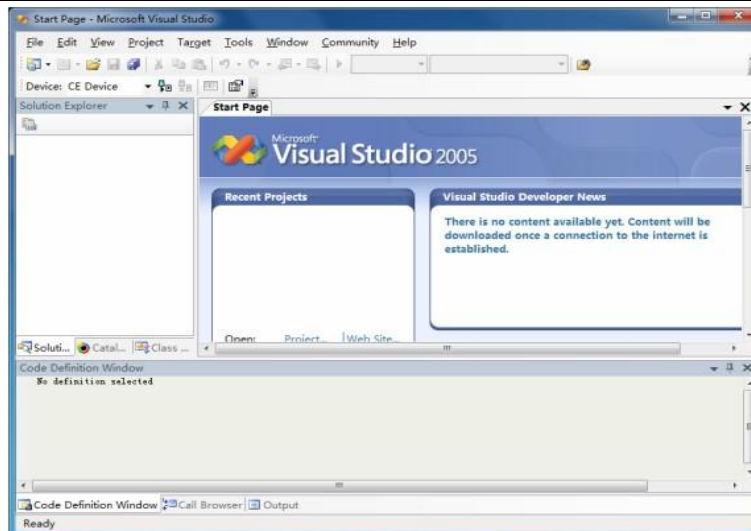 Start Page - Microsoft Visual Studio
File Edit View Project Target Tools Window Community Help
Device: CE Device
Solution Explorer
Start Page
Microsoft
Visual Studio 2005
Recent Projects
Visual Studio Developer News
There is no content available yet. Content will be
downloaded once a connection to the internet is
established.
Open: Project... Web Site...
Soluti... Catal... Class ...
Code Definition Window
No definition selected
Code Definition Window Call Browser Output
Ready